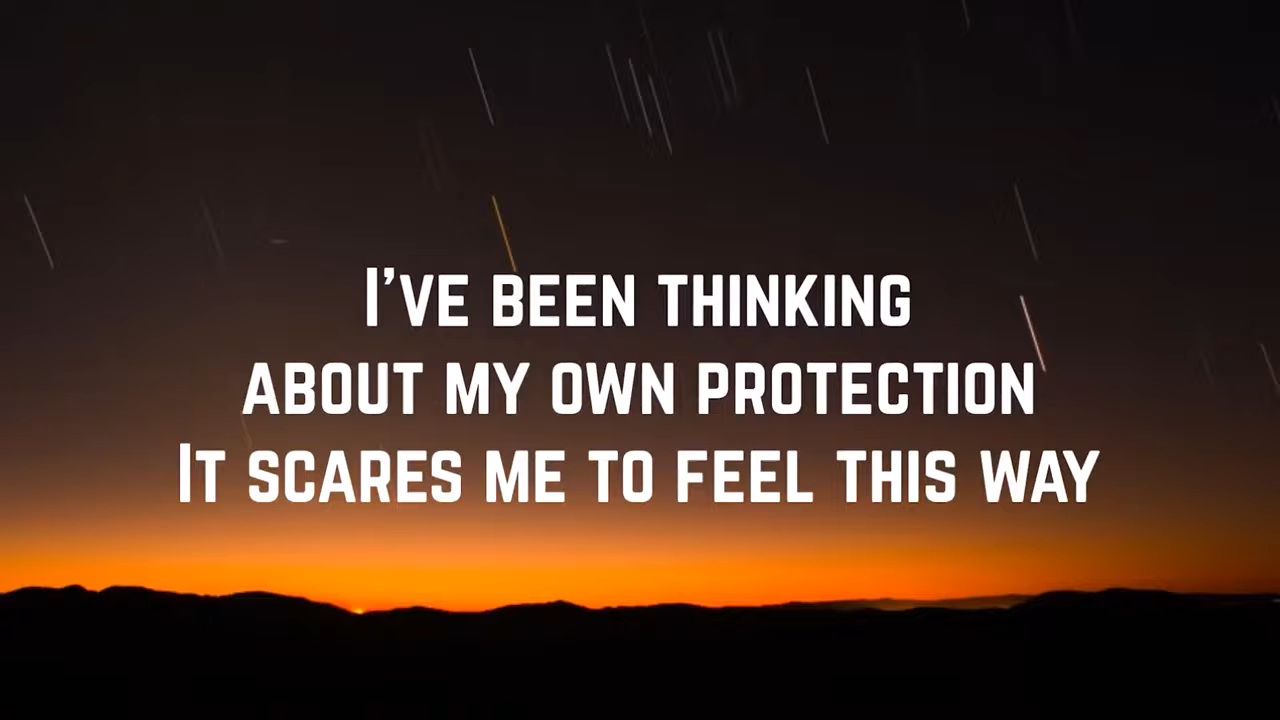 I'VE BEEN THINKING
ABOUT MY OWN PROTECTION
IT SCARES ME TO FEEL THIS WAY